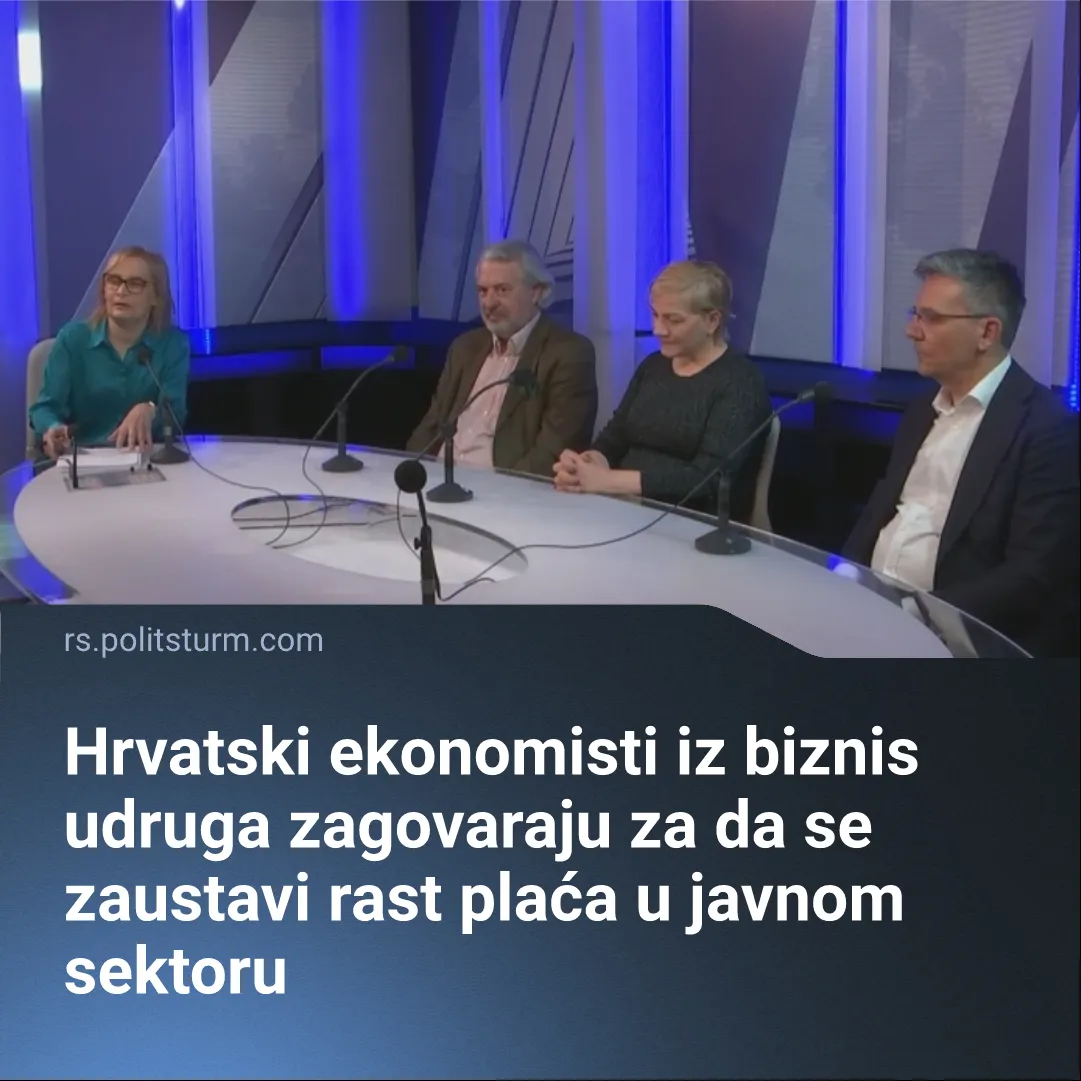 rs.politsturm.com
Hrvatski ekonomisti iz biznis
udruga zagovaraju za da se
zaustavi rast plaća u javnom
sektoru